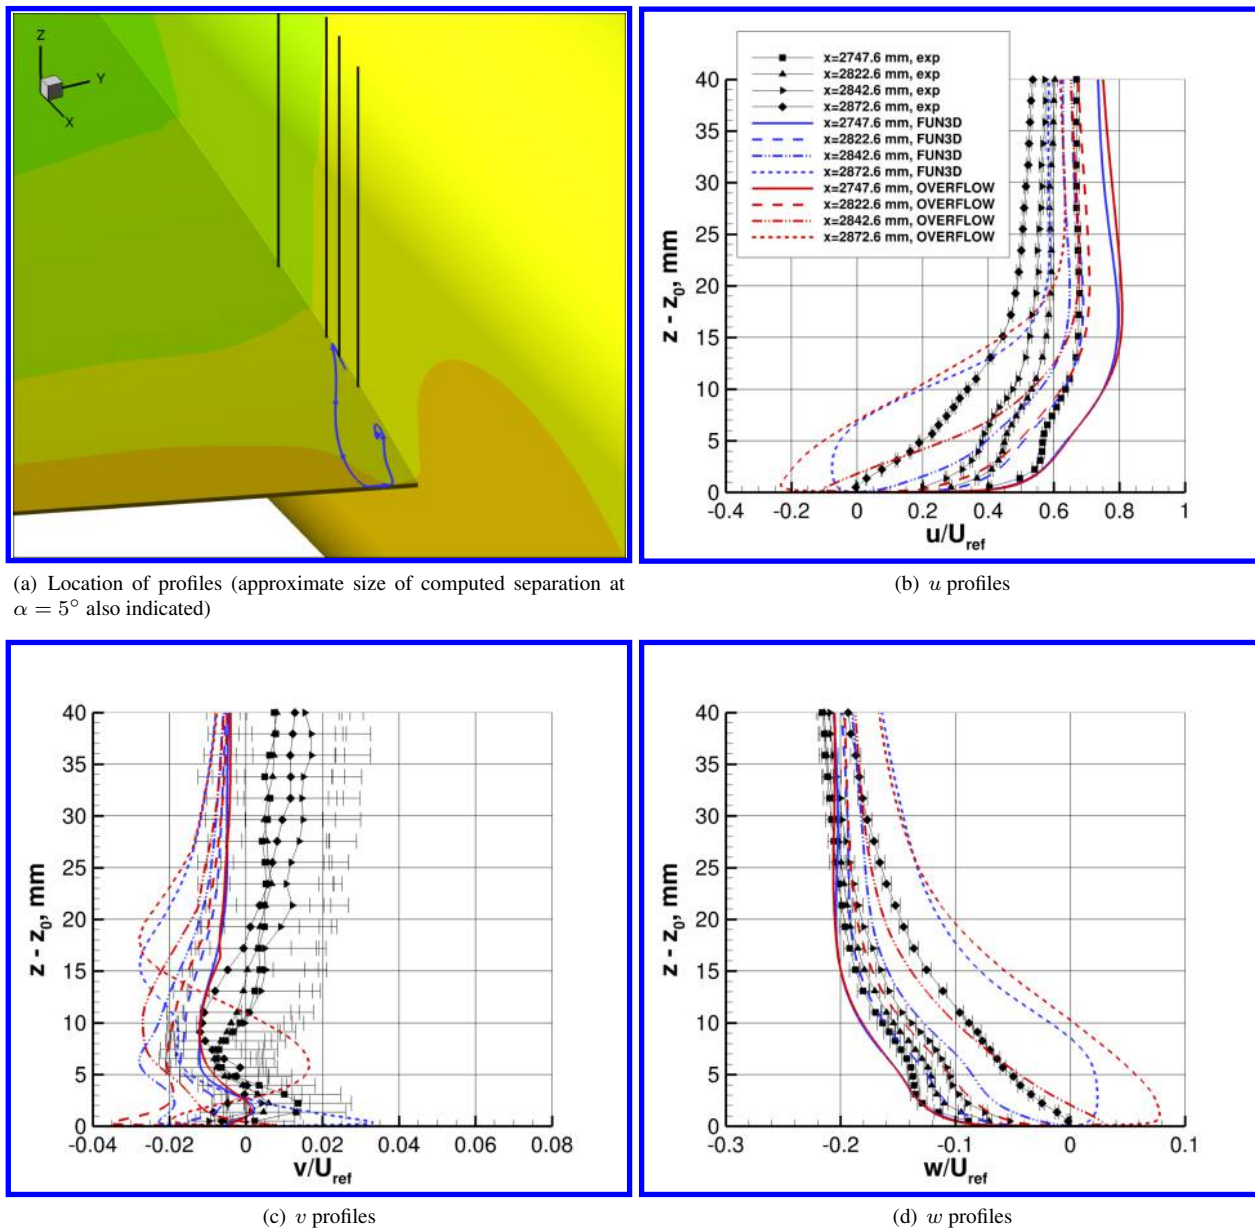 Z
Y
X
(a) Location of profiles (approximate size of computed separation at
α = 5° also indicated)
x=2747.6 mm, exp
x=2822.6 mm, exp
x=2842.6 mm, exp
x=2872.6 mm, exp
x=2747.6 mm, FUN3D
x=2822.6 mm, FUN3D
x=2842.6 mm, FUN3D
x=2872.6 mm, FUN3D
x=2747.6 mm, OVERFLOW
x=2822.6 mm, OVERFLOW
x=2842.6 mm, OVERFLOW
x=2872.6 mm, OVERFLOW
40
35
30
25
20
15
10
5
0
z - z₀, mm
-0.4 -0.2 0 0.2 0.4 0.6 0.8 1
u/U_ref
(b) u profiles
40
35
30
25
20
15
10
5
0
z - z₀, mm
-0.04 -0.02 0 0.02 0.04 0.06 0.08
v/U_ref
(c) v profiles
40
35
30
25
20
15
10
5
0
z - z₀, mm
-0.3 -0.2 -0.1 0 0.1
w/U_ref
(d) w profiles